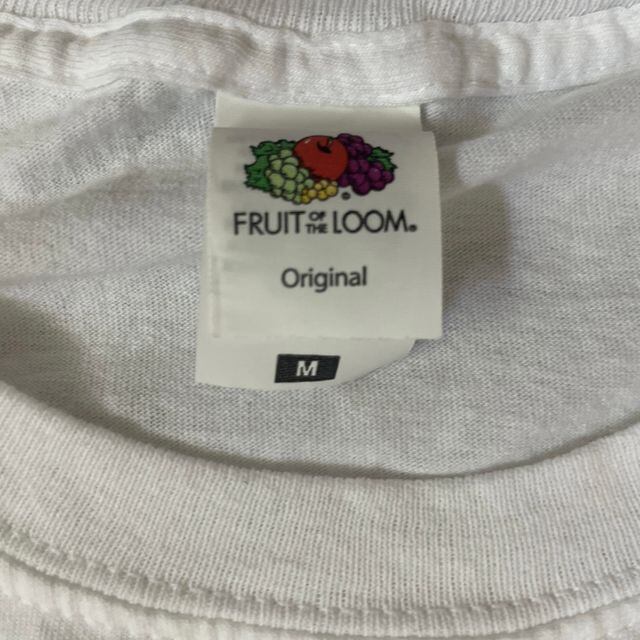 FRUIT OF THE LOOM®
Original
M